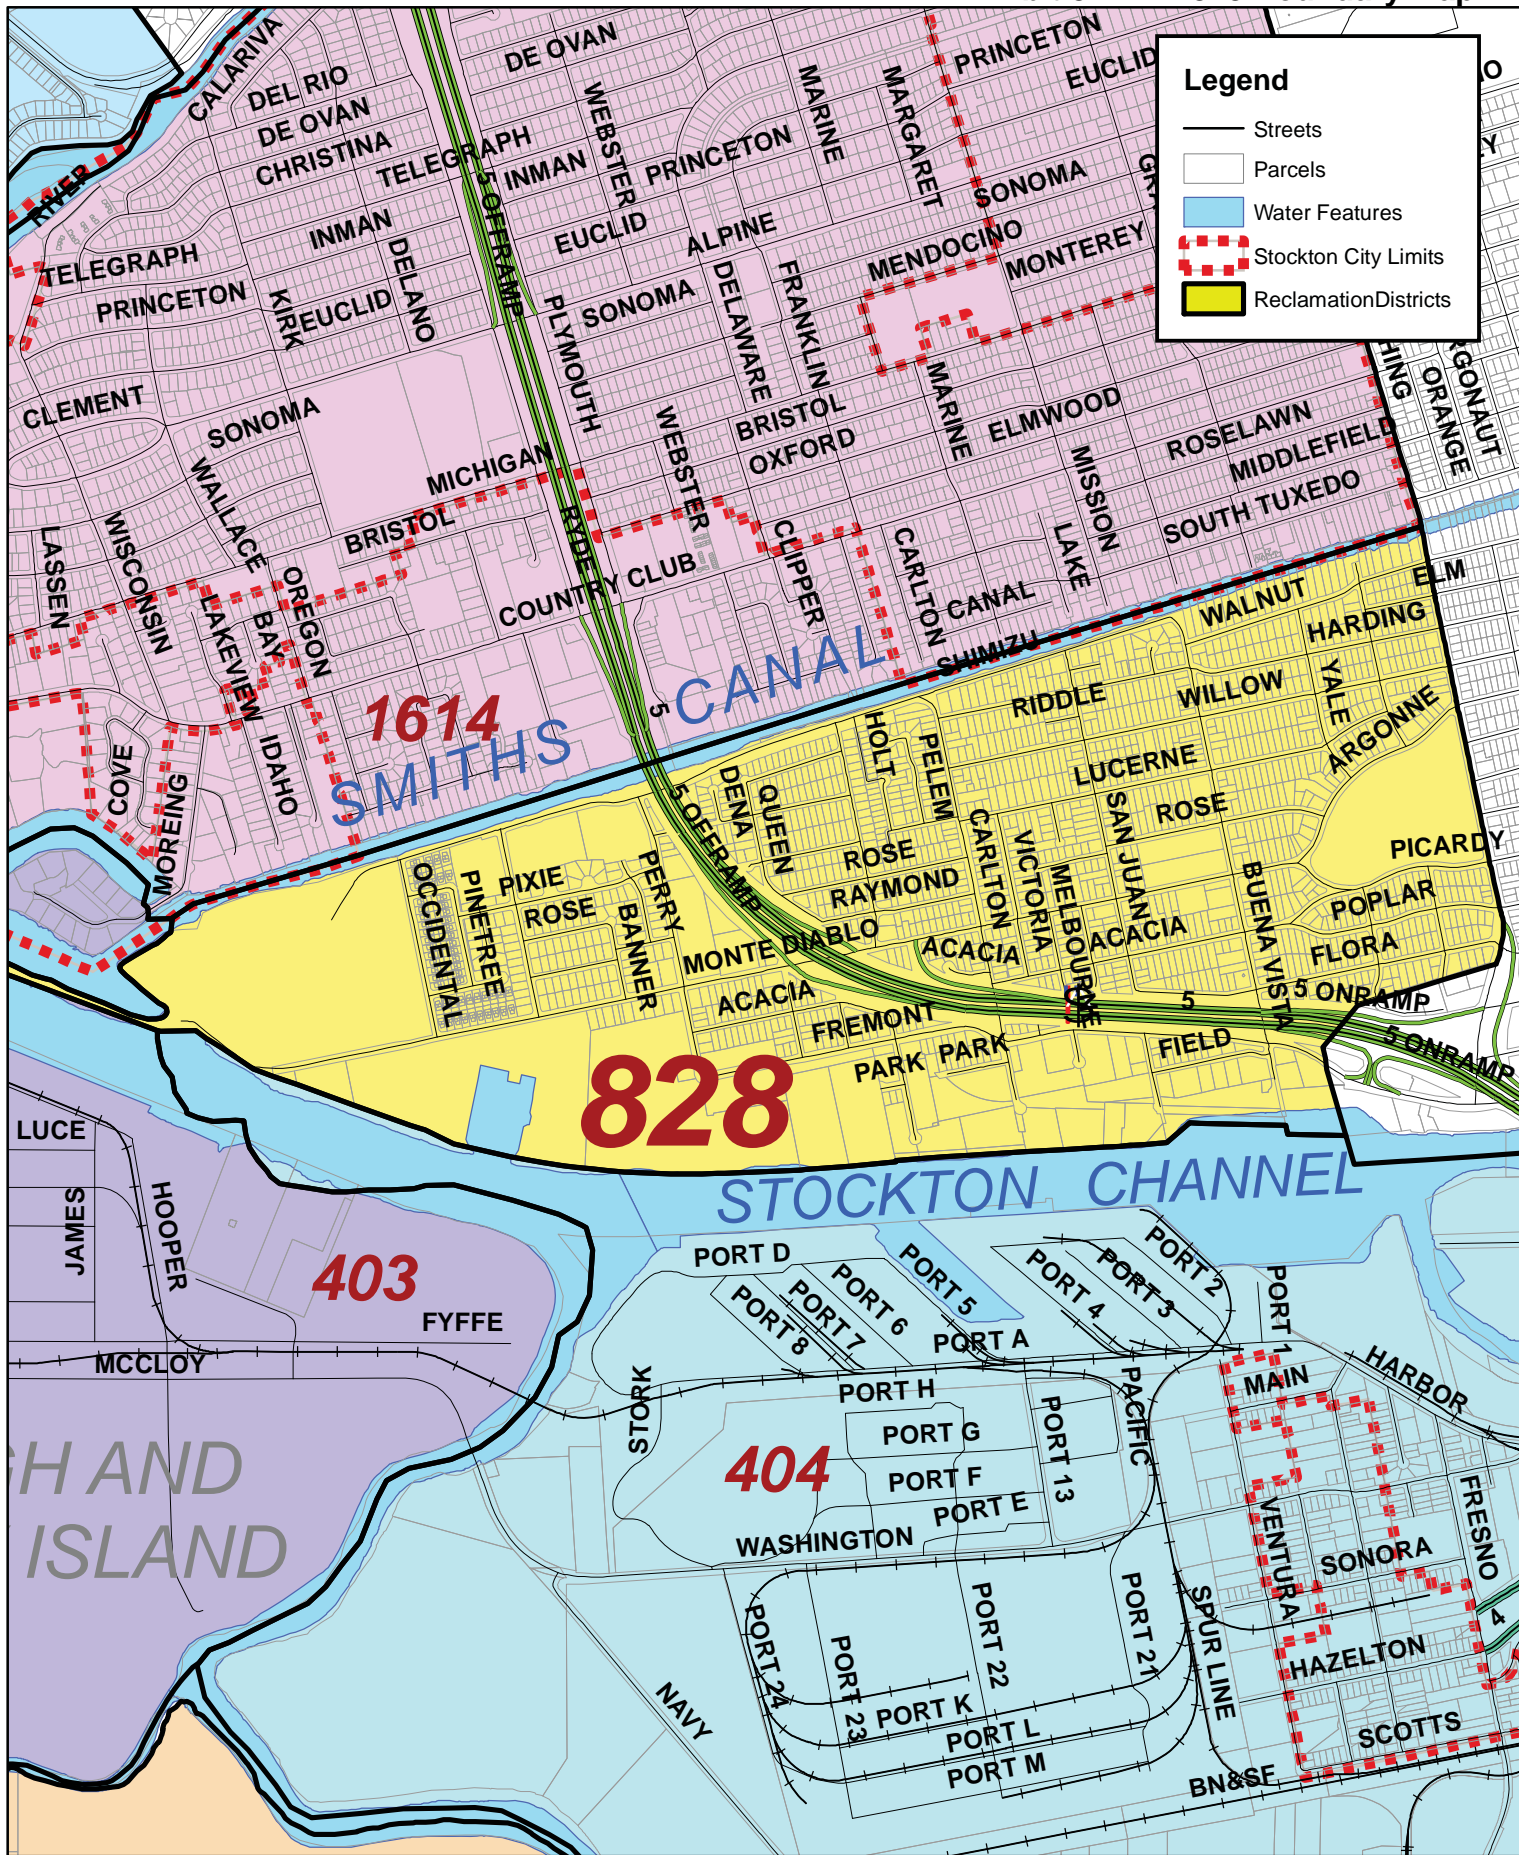 Legend
Streets
Parcels
Water Features
Stockton City Limits
ReclamationDistricts
CALARIVA
RIVER
DEL RIO
DE OVAN
CHRISTINA
TELEGRAPH
DE OVAN
WEBSTER
INMAN
PRINCETON
MARINE
MARGARET
PRINCETON
EUCLID
SONOMA
MENDOCINO
MONTEREY
5 OFFRAMP
EUCLID
ALPINE
INMAN
DELANO
TELEGRAPH
PRINCETON
KIRK
EUCLID
PLYMOUTH
SONOMA
DELAWARE
FRANKLIN
ORANGE
CLEMENT
SONOMA
WALLACE
MICHIGAN
BRISTOL
WEBSTER
BRISTOL
OXFORD
MARINE
ELMWOOD
MISSION
ROSELAWN
MIDDLEFIELD
SOUTH TUXEDO
LASSEN
WISCONSIN
LAKEVIEW
BAY
OREGON
RYDE
COUNTRY CLUB
CLIPPER
CARLTON
CANAL
LAKE
SHIMIZU
WALNUT
ELM
HARDING
1614
SMITHS CANAL
5
COVE
MOREING
IDAHO
RIDDLE
WILLOW
YALE
ARGONNE
HOLT
PELEM
LUCERNE
ROSE
SAN JUAN
DENA
QUEEN
5 OFFRAMP
ROSE
RAYMOND
CARLTON
VICTORIA
MELBOURNE
PICARDY
POPLAR
FLORA
BUENA VISTA
OCCIDENTAL
PINETREE
PIXIE
ROSE
BANNER
PERRY
MONTE DIABLO
ACACIA
ACACIA
ACACIA
FREMONT
PARK
PARK
FIELD
5
5 ONRAMP
5 ONRAMP
828
STOCKTON CHANNEL
LUCE
JAMES
HOOPER
403
FYFFE
MCCLOY
GH AND
ISLAND
PORT D
PORT 8
PORT 7
PORT 6
PORT 5
PORT 4
PORT 3
PORT 2
PORT 1
PORT A
PORT H
STORK
PORT G
PORT F
PORT E
PORT 13
PACIFIC
404
WASHINGTON
MAIN
HARBOR
VENTURA
SONORA
FRESNO
4
HAZELTON
SCOTTS
PORT 24
PORT 23
PORT 22
PORT 21
SPUR LINE
PORT K
PORT L
PORT M
NAVY
BN&SF